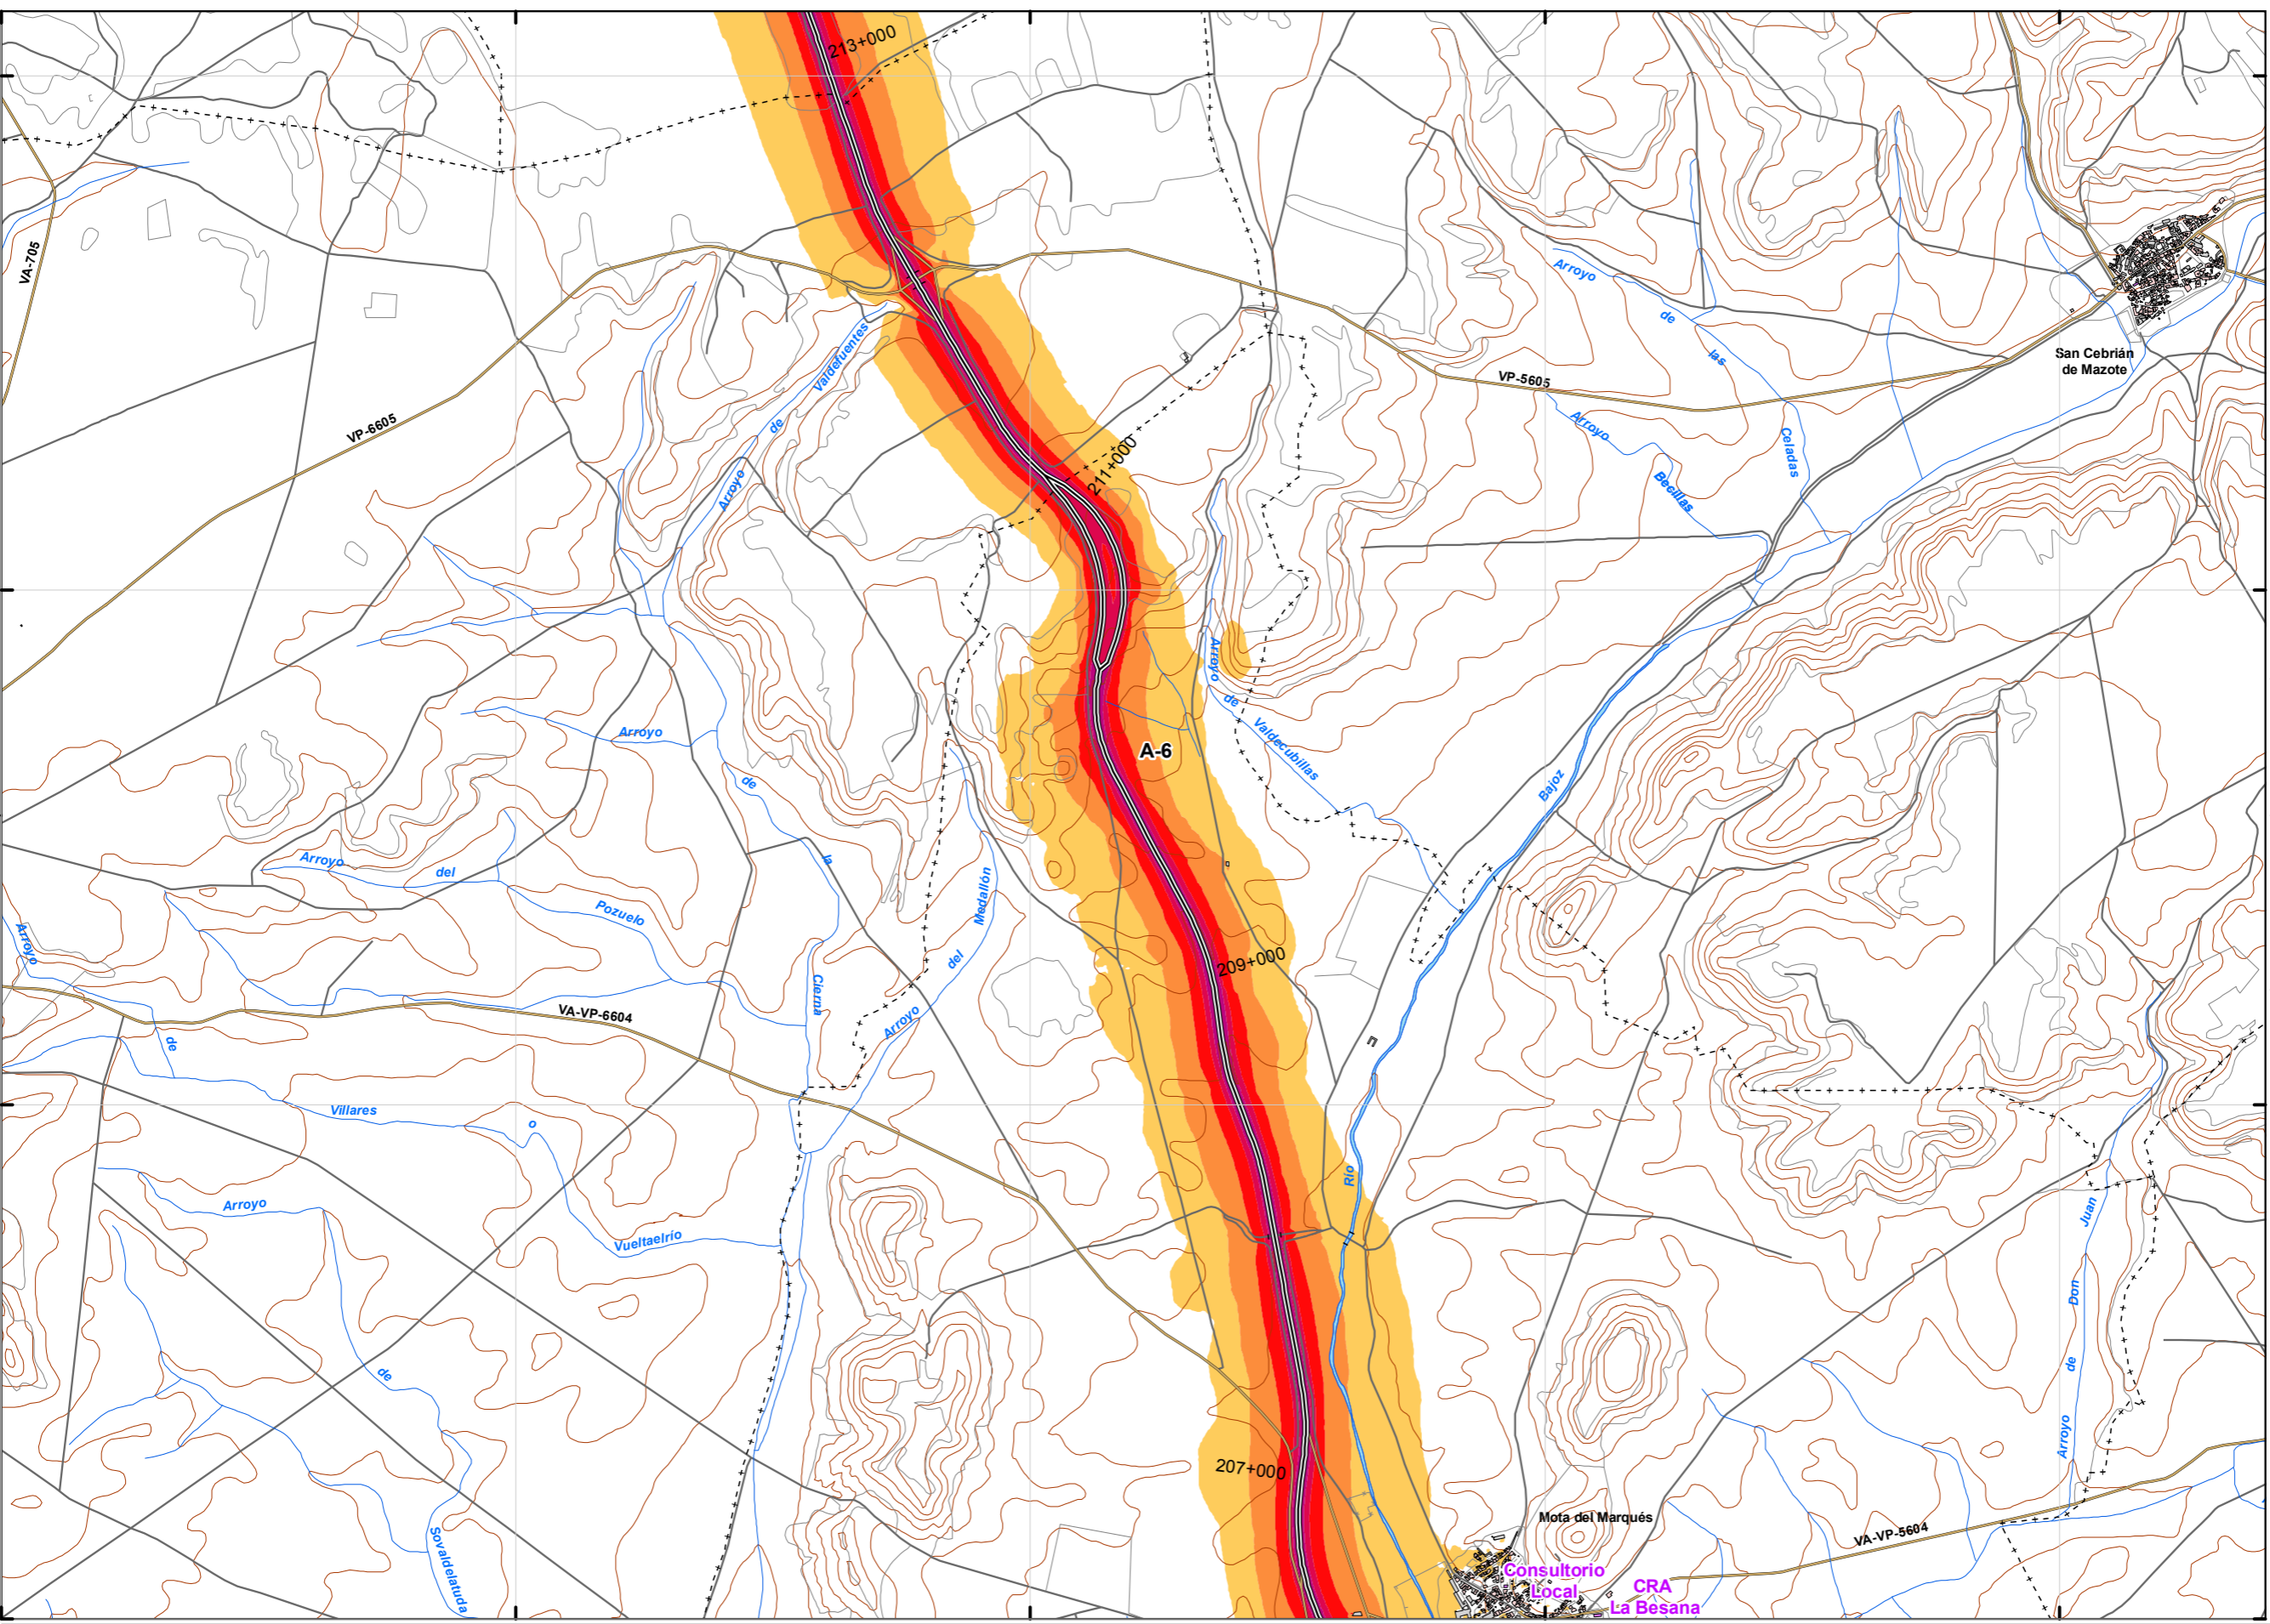 213+000
VA-705
Arroyo
de
las
Celadas
San Cebrián
de Mazote
Valdefuentes
de
Arroyo
VP-6605
VP-5605
Arroyo
Becillas
211+000
Arroyo
de
Valdecubillas
Arroyo
de
la
Cierna
A-6
Bajoz
Río
Arroyo
del
Pozuelo
Medallón
del
Arroyo
Arroyo
de
Villares
o
Vueltaelrío
209+000
VA-VP-6604
Arroyo
de
Sovaldelatuda
Juan
Don
de
Arroyo
207+000
Mota del Marqués
VA-VP-5604
Consultorio
Local
CRA
La Besana